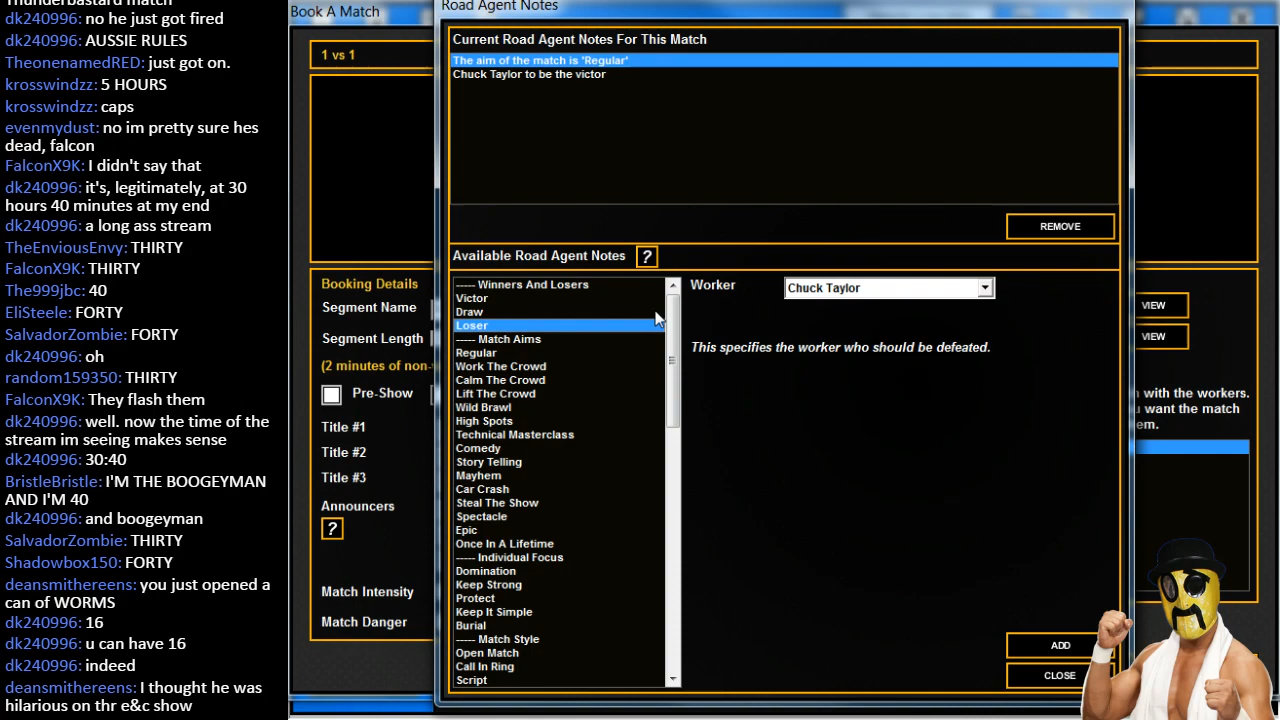 Thunderbastard match
dk240996: no he just got fired
dk240996: AUSSIE RULES
TheonenamedRED: just got on.
krosswindzz: 5 HOURS
krosswindzz: caps
evenmydust: no im pretty sure hes
dead, falcon
FalconX9K: I didn't say that
dk240996: it's, legitimately, at 30
hours 40 minutes at my end
dk240996: a long ass stream
TheEnviousEnvy: THIRTY
FalconX9K: THIRTY
The999jbc: 40
EliSteele: FORTY
SalvadorZombie: FORTY
dk240996: oh
random159350: THIRTY
FalconX9K: They flash them
dk240996: well. now the time of the
stream im seeing makes sense
dk240996: 30:40
BristleBristle: I'M THE BOOGEYMAN
AND I'M 40
dk240996: and boogeyman
SalvadorZombie: THIRTY
Shadowbox150: FORTY
deansmithereens: you just opened a
can of WORMS
dk240996: 16
dk240996: u can have 16
dk240996: indeed
deansmithereens: I thought he was
hilarious on thr e&c show
Book A Match
1 vs 1
Booking Details
Segment Name
Segment Length
(2 minutes of non-
Pre-Show
Title #1
Title #2
Title #3
Announcers
?
Match Intensity
Match Danger
Road Agent Notes
Current Road Agent Notes For This Match
The aim of the match is 'Regular'
Chuck Taylor to be the victor
REMOVE
Available Road Agent Notes ?
----- Winners And Losers
Victor
Draw
Loser
----- Match Aims
Regular
Work The Crowd
Calm The Crowd
Lift The Crowd
Wild Brawl
High Spots
Technical Masterclass
Comedy
Story Telling
Mayhem
Car Crash
Steal The Show
Spectacle
Epic
Once In A Lifetime
----- Individual Focus
Domination
Keep Strong
Protect
Keep It Simple
Burial
----- Match Style
Open Match
Call In Ring
Script
Worker Chuck Taylor
This specifies the worker who should be defeated.
ADD
CLOSE
VIEW
VIEW
with the workers.
want the match